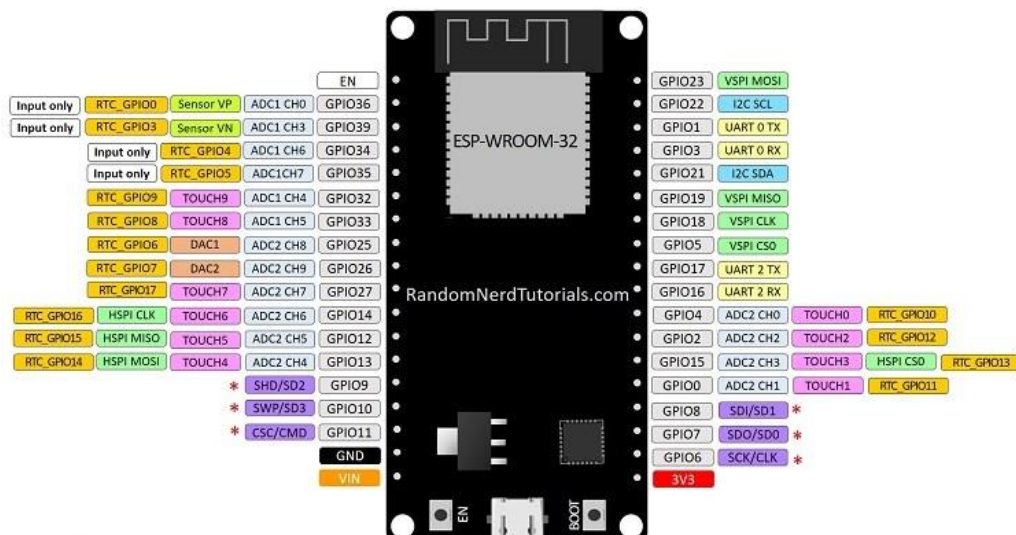 EN
Input only RTC_GPIO0 Sensor VP ADC1 CH0 GPIO36
Input only RTC_GPIO3 Sensor VN ADC1 CH3 GPIO39
Input only RTC_GPIO4 ADC1 CH6 GPIO34
Input only RTC_GPIO5 ADC1CH7 GPIO35
RTC_GPIO9 TOUCH9 ADC1 CH4 GPIO32
RTC_GPIO8 TOUCH8 ADC1 CH5 GPIO33
RTC_GPIO6 DAC1 ADC2 CH8 GPIO25
RTC_GPIO7 DAC2 ADC2 CH9 GPIO26
RTC_GPIO17 TOUCH7 ADC2 CH7 GPIO27
RTC_GPIO16 HSPI CLK TOUCH6 ADC2 CH6 GPIO14
RTC_GPIO15 HSPI MISO TOUCH5 ADC2 CH5 GPIO12
RTC_GPIO14 HSPI MOSI TOUCH4 ADC2 CH4 GPIO13
* SHD/SD2 GPIO9
* SWP/SD3 GPIO10
* CSC/CMD GPIO11
GND
VIN
ESP-WROOM-32
RandomNerdTutorials.com
EN
BOOT
GPIO23 VSPI MOSI
GPIO22 I2C SCL
GPIO1 UART 0 TX
GPIO3 UART 0 RX
GPIO21 I2C SDA
GPIO19 VSPI MISO
GPIO18 VSPI CLK
GPIO5 VSPI CS0
GPIO17 UART 2 TX
GPIO16 UART 2 RX
GPIO4 ADC2 CH0 TOUCH0 RTC_GPIO10
GPIO2 ADC2 CH2 TOUCH2 RTC_GPIO12
GPIO15 ADC2 CH3 TOUCH3 HSPI CS0 RTC_GPIO13
GPIO0 ADC2 CH1 TOUCH1 RTC_GPIO11
GPIO8 SDI/SD1 *
GPIO7 SDO/SD0 *
GPIO6 SCK/CLK *
3V3